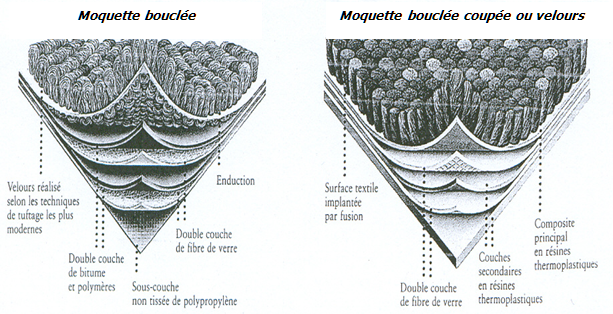 Moquette bouclée
Moquette bouclée coupée ou velours
Velours réalisé
selon les techniques
de tuftage les plus
modernes
Enduction
Double couche
de fibre de verre
Double couche
de bitume
et polymères
Sous-couche
non tissée de polypropylène
Surface textile
implantée
par fusion
Composite
principal
en résines
thermoplastiques
Double couche
de fibre de verre
Couches
secondaires
en résines
thermoplastiques